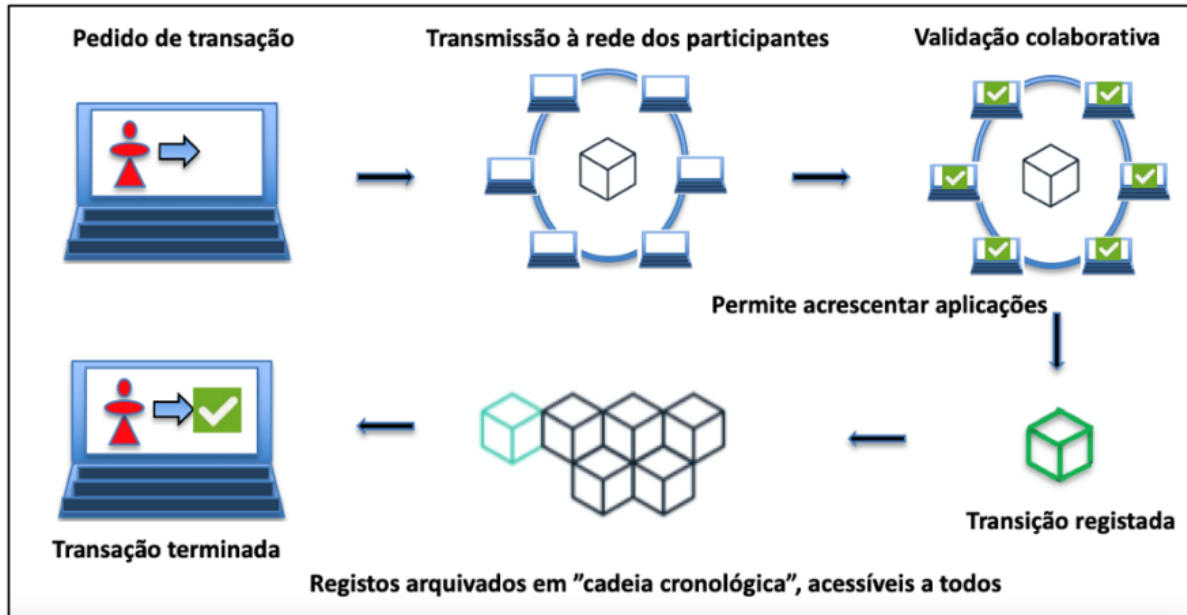 Pedido de transação
Transmissão à rede dos participantes
Validação colaborativa
Permite acrescentar aplicações
Transição registada
Transação terminada
Registos arquivados em ”cadeia cronológica”, acessíveis a todos